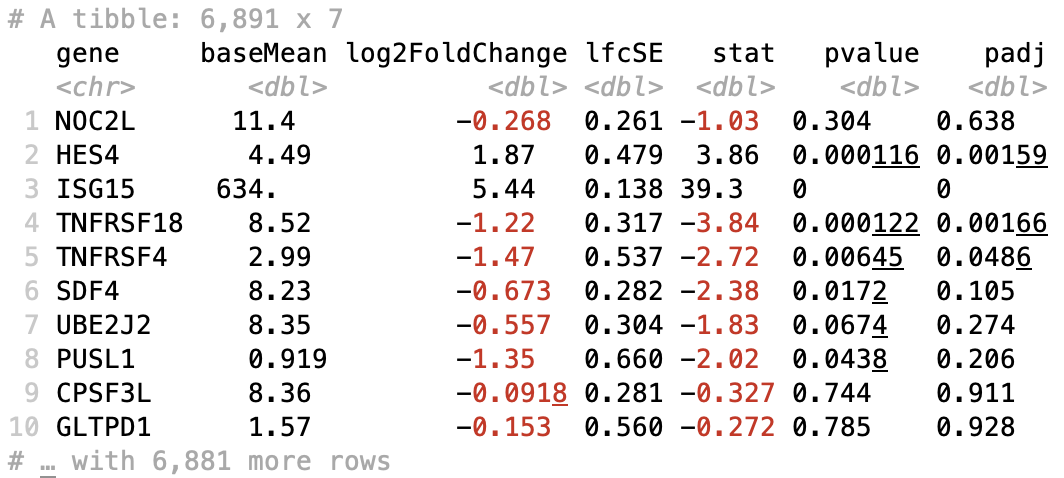 # A tibble: 6,891 x 7
gene baseMean log2FoldChange lfcSE stat pvalue padj
<chr> <dbl> <dbl> <dbl> <dbl> <dbl> <dbl>
1 NOC2L 11.4 -0.268 0.261 -1.03 0.304 0.638
2 HES4 4.49 1.87 0.479 3.86 0.000116 0.00159
3 ISG15 634. 5.44 0.138 39.3 0 0
4 TNFRSF18 8.52 -1.22 0.317 -3.84 0.000122 0.00166
5 TNFRSF4 2.99 -1.47 0.537 -2.72 0.00645 0.0486
6 SDF4 8.23 -0.673 0.282 -2.38 0.0172 0.105
7 UBE2J2 8.35 -0.557 0.304 -1.83 0.0674 0.274
8 PUSL1 0.919 -1.35 0.660 -2.02 0.0438 0.206
9 CPSF3L 8.36 -0.0918 0.281 -0.327 0.744 0.911
10 GLTPD1 1.57 -0.153 0.560 -0.272 0.785 0.928
# … with 6,881 more rows